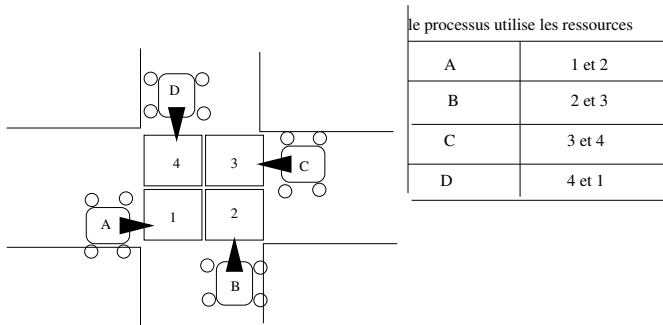 le processus utilise les ressources
A 1 et 2
B 2 et 3
C 3 et 4
D 4 et 1
D
4 3
C
A
1 2
B